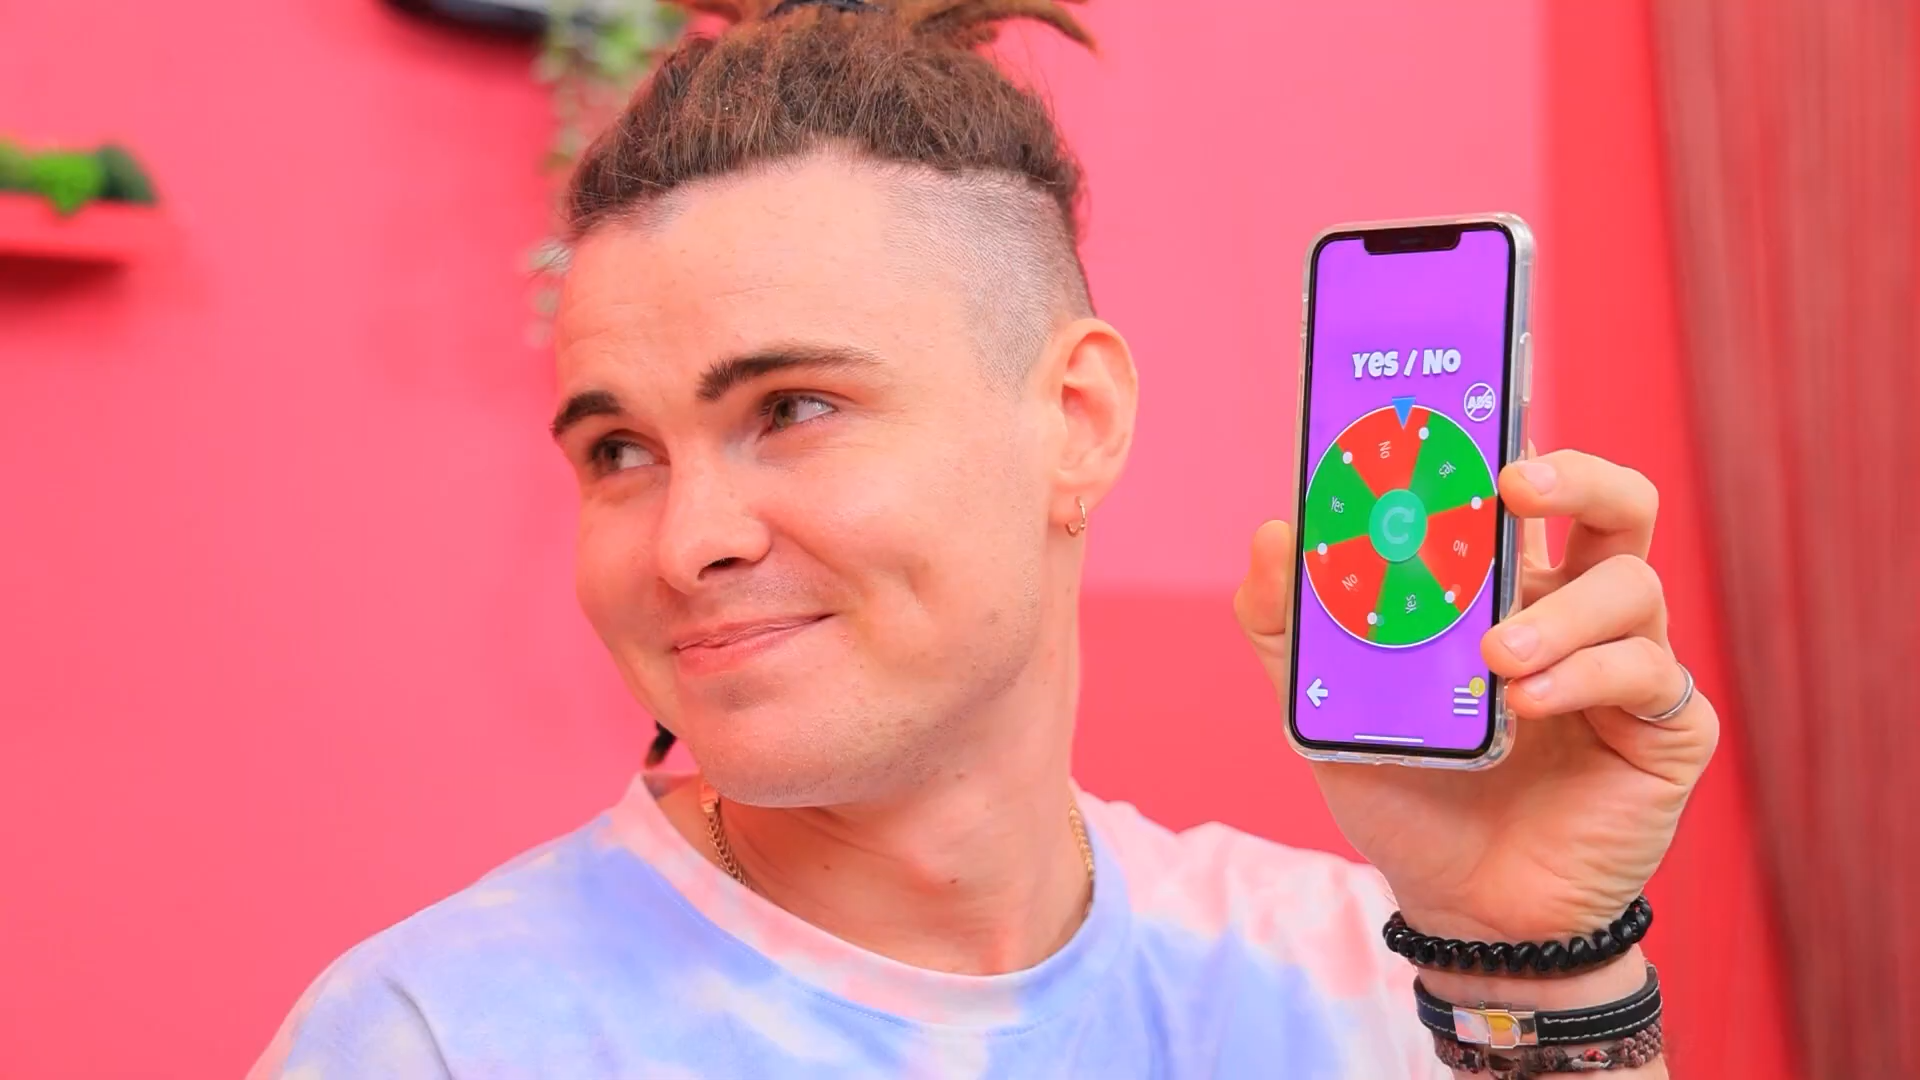 Yes / No
ADS
No
Yes
Yes
No
No
Yes